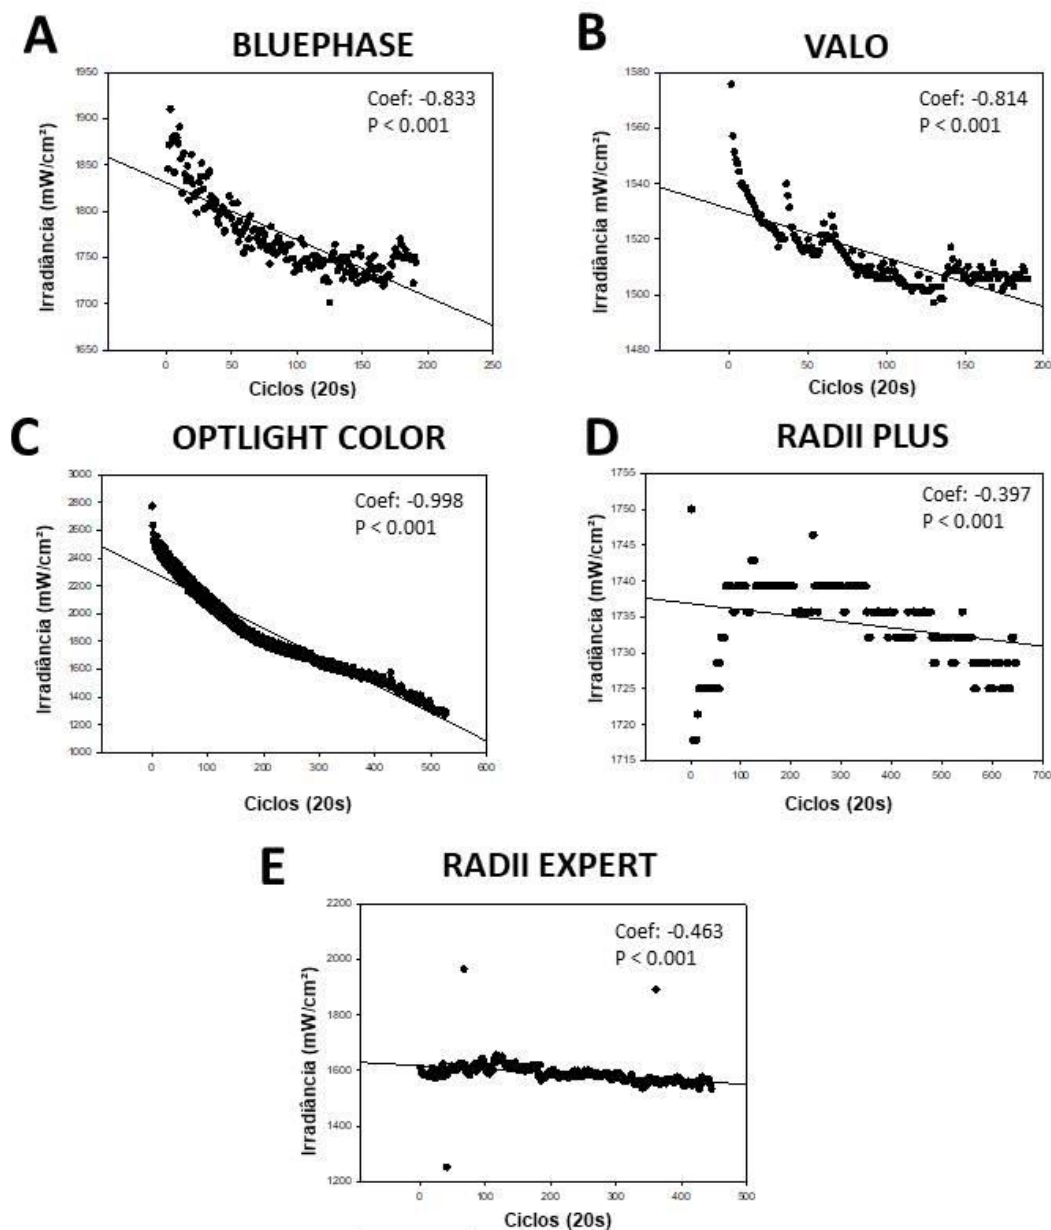 A
BLUEPHASE
Coef: -0.833
P < 0.001
1950
1900
1850
1800
1750
1700
1650
Irradiância (mW/cm²)
0 50 100 150 200 250
Ciclos (20s)
B
VALO
Coef: -0.814
P < 0.001
1580
1560
1540
1520
1500
1480
Irradiância mW/cm²)
0 50 100 150 200
Ciclos (20s)
C
OPTLIGHT COLOR
Coef: -0.998
P < 0.001
3000
2800
2600
2400
2200
2000
1800
1600
1400
1200
1000
Irradiância (mW/cm²)
0 100 200 300 400 500 600
Ciclos (20s)
D
RADII PLUS
Coef: -0.397
P < 0.001
1755
1750
1745
1740
1735
1730
1725
1720
1715
Irradiância (mW/cm²)
0 100 200 300 400 500 600 700
Ciclos (20s)
E
RADII EXPERT
Coef: -0.463
P < 0.001
2200
2000
1800
1600
1400
1200
Irradiância (mW/cm²)
0 100 200 300 400 500
Ciclos (20s)